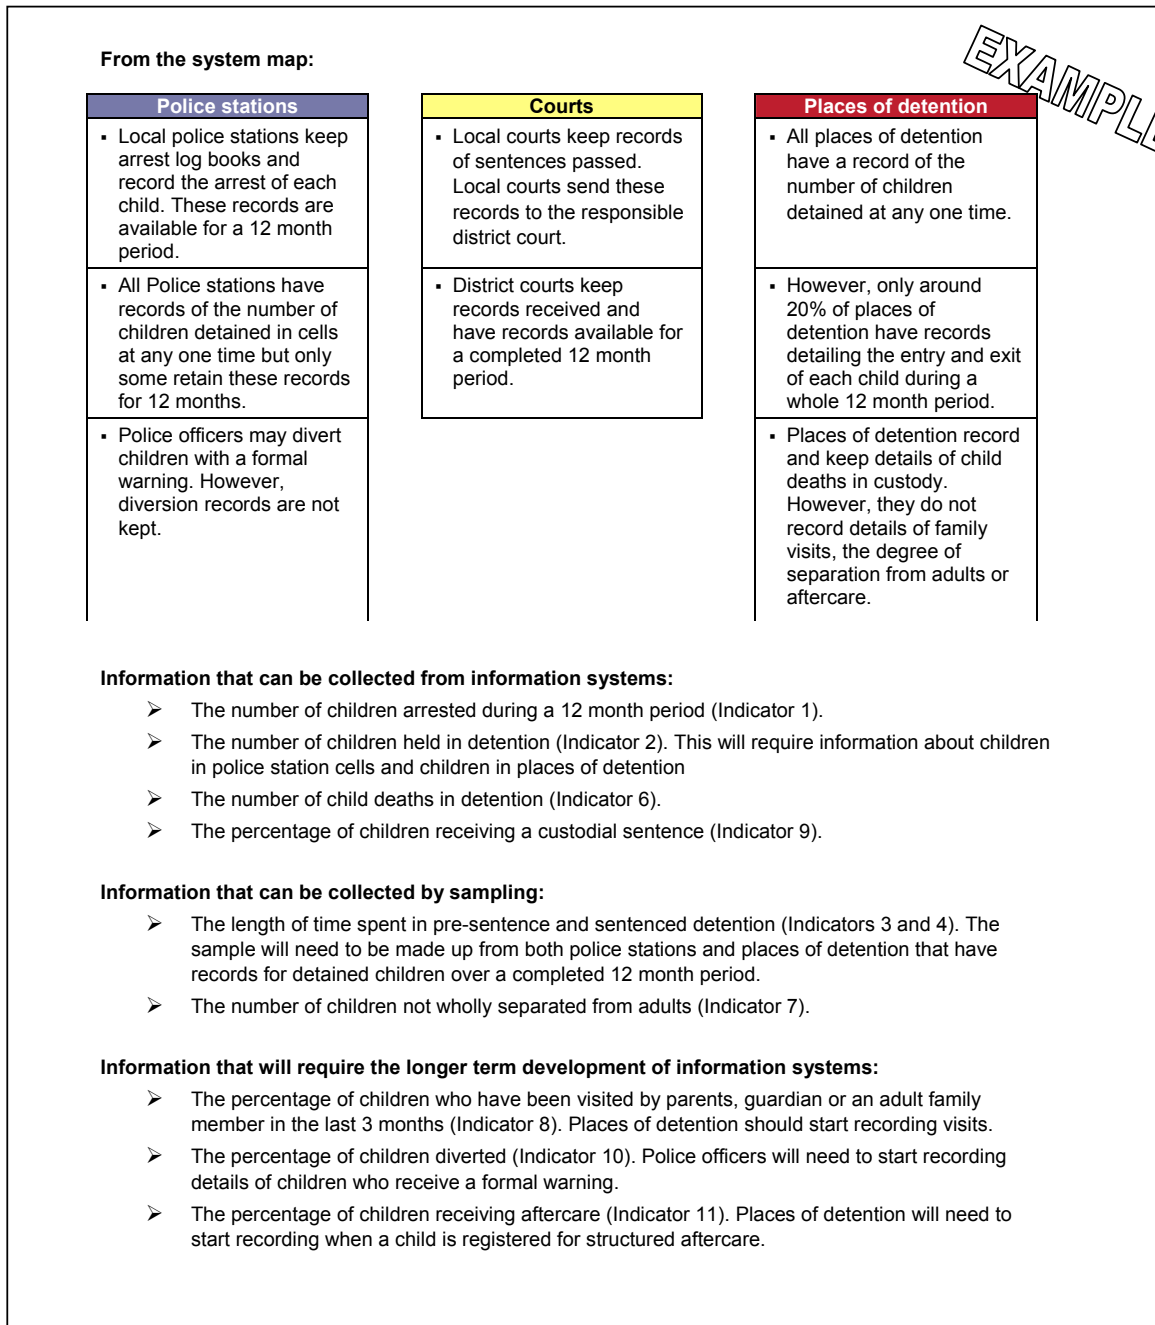 EXAMPLE
From the system map:
Police stations
▪ Local police stations keep
arrest log books and
record the arrest of each
child. These records are
available for a 12 month
period.
▪ All Police stations have
records of the number of
children detained in cells
at any one time but only
some retain these records
for 12 months.
▪ Police officers may divert
children with a formal
warning. However,
diversion records are not
kept.
Courts
▪ Local courts keep records
of sentences passed.
Local courts send these
records to the responsible
district court.
▪ District courts keep
records received and
have records available for
a completed 12 month
period.
Places of detention
▪ All places of detention
have a record of the
number of children
detained at any one time.
▪ However, only around
20% of places of
detention have records
detailing the entry and exit
of each child during a
whole 12 month period.
▪ Places of detention record
and keep details of child
deaths in custody.
However, they do not
record details of family
visits, the degree of
separation from adults or
aftercare.
Information that can be collected from information systems:
➢ The number of children arrested during a 12 month period (Indicator 1).
➢ The number of children held in detention (Indicator 2). This will require information about children
in police station cells and children in places of detention
➢ The number of child deaths in detention (Indicator 6).
➢ The percentage of children receiving a custodial sentence (Indicator 9).
Information that can be collected by sampling:
➢ The length of time spent in pre-sentence and sentenced detention (Indicators 3 and 4). The
sample will need to be made up from both police stations and places of detention that have
records for detained children over a completed 12 month period.
➢ The number of children not wholly separated from adults (Indicator 7).
Information that will require the longer term development of information systems:
➢ The percentage of children who have been visited by parents, guardian or an adult family
member in the last 3 months (Indicator 8). Places of detention should start recording visits.
➢ The percentage of children diverted (Indicator 10). Police officers will need to start recording
details of children who receive a formal warning.
➢ The percentage of children receiving aftercare (Indicator 11). Places of detention will need to
start recording when a child is registered for structured aftercare.